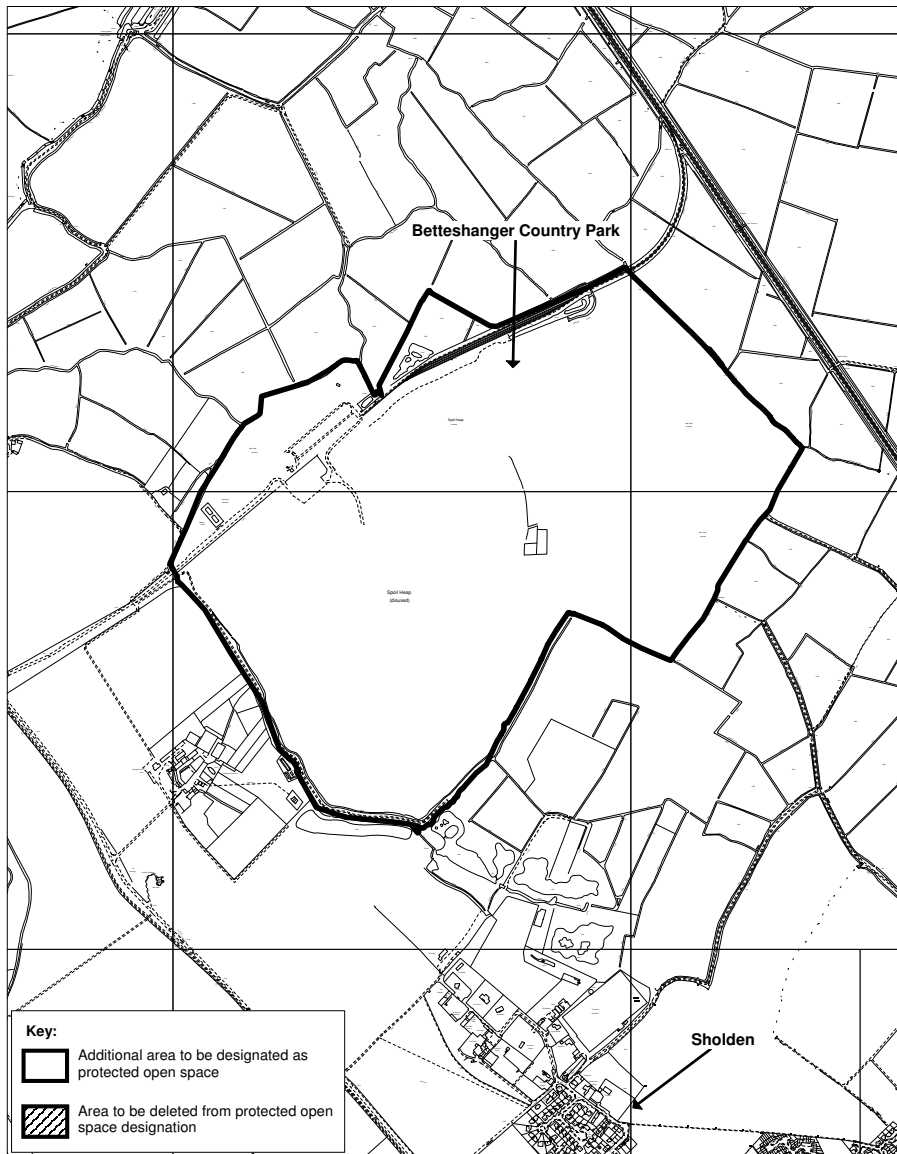 Betteshanger Country Park
Spoil Heap
Spoil Heap
(disused)
Sholden
Key:
Additional area to be designated as
protected open space
Area to be deleted from protected open
space designation